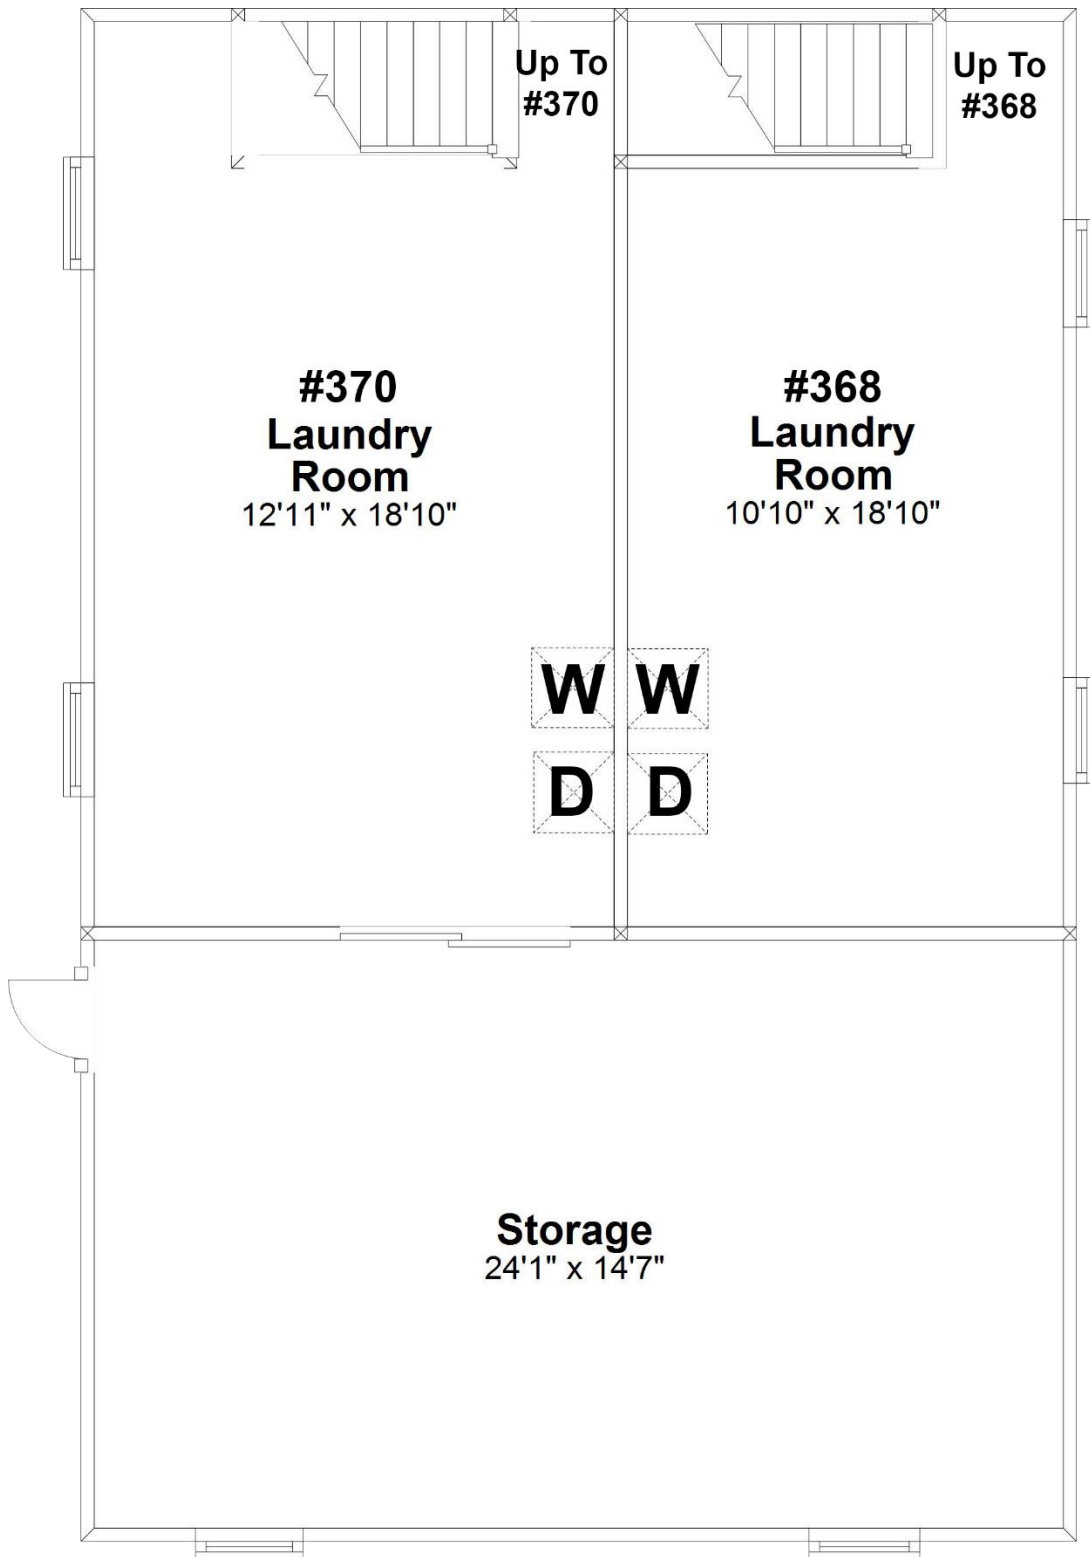 Up To
#370
Up To
#368
#370
Laundry
Room
12'11" x 18'10"
#368
Laundry
Room
10'10" x 18'10"
W
W
D
D
Storage
24'1" x 14'7"